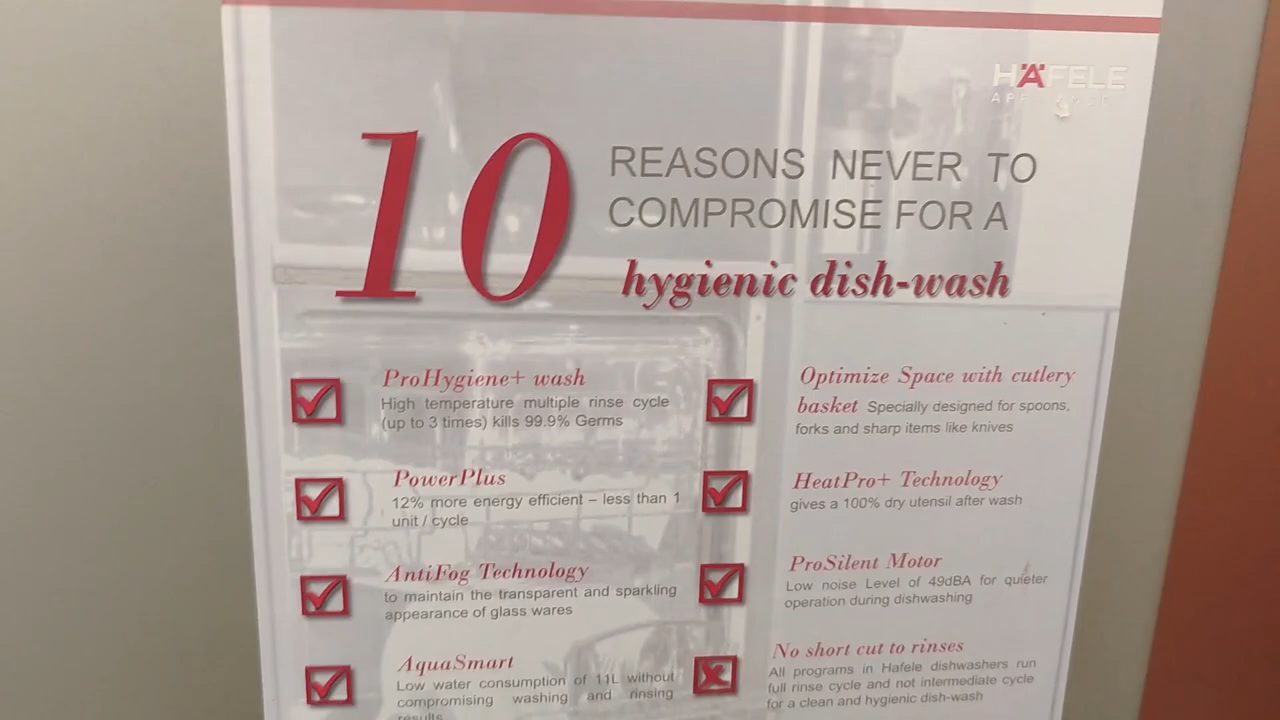 HÄFELE
10
REASONS NEVER TO
COMPROMISE FOR A
hygienic dish-wash
ProHygiene+ wash
High temperature multiple rinse cycle
(up to 3 times) kills 99.9% Germs
PowerPlus
12% more energy efficient – less than 1
unit / cycle
AntiFog Technology
to maintain the transparent and sparkling
appearance of glass wares
AquaSmart
Low water consumption of 11L without
compromising washing and rinsing
results
Optimize Space with cutlery
basket Specially designed for spoons,
forks and sharp items like knives
HeatPro+ Technology
gives a 100% dry utensil after wash
ProSilent Motor
Low noise Level of 49dBA for quieter
operation during dishwashing
No short cut to rinses
All programs in Hafele dishwashers run
full rinse cycle and not intermediate cycle
for a clean and hygienic dish-wash